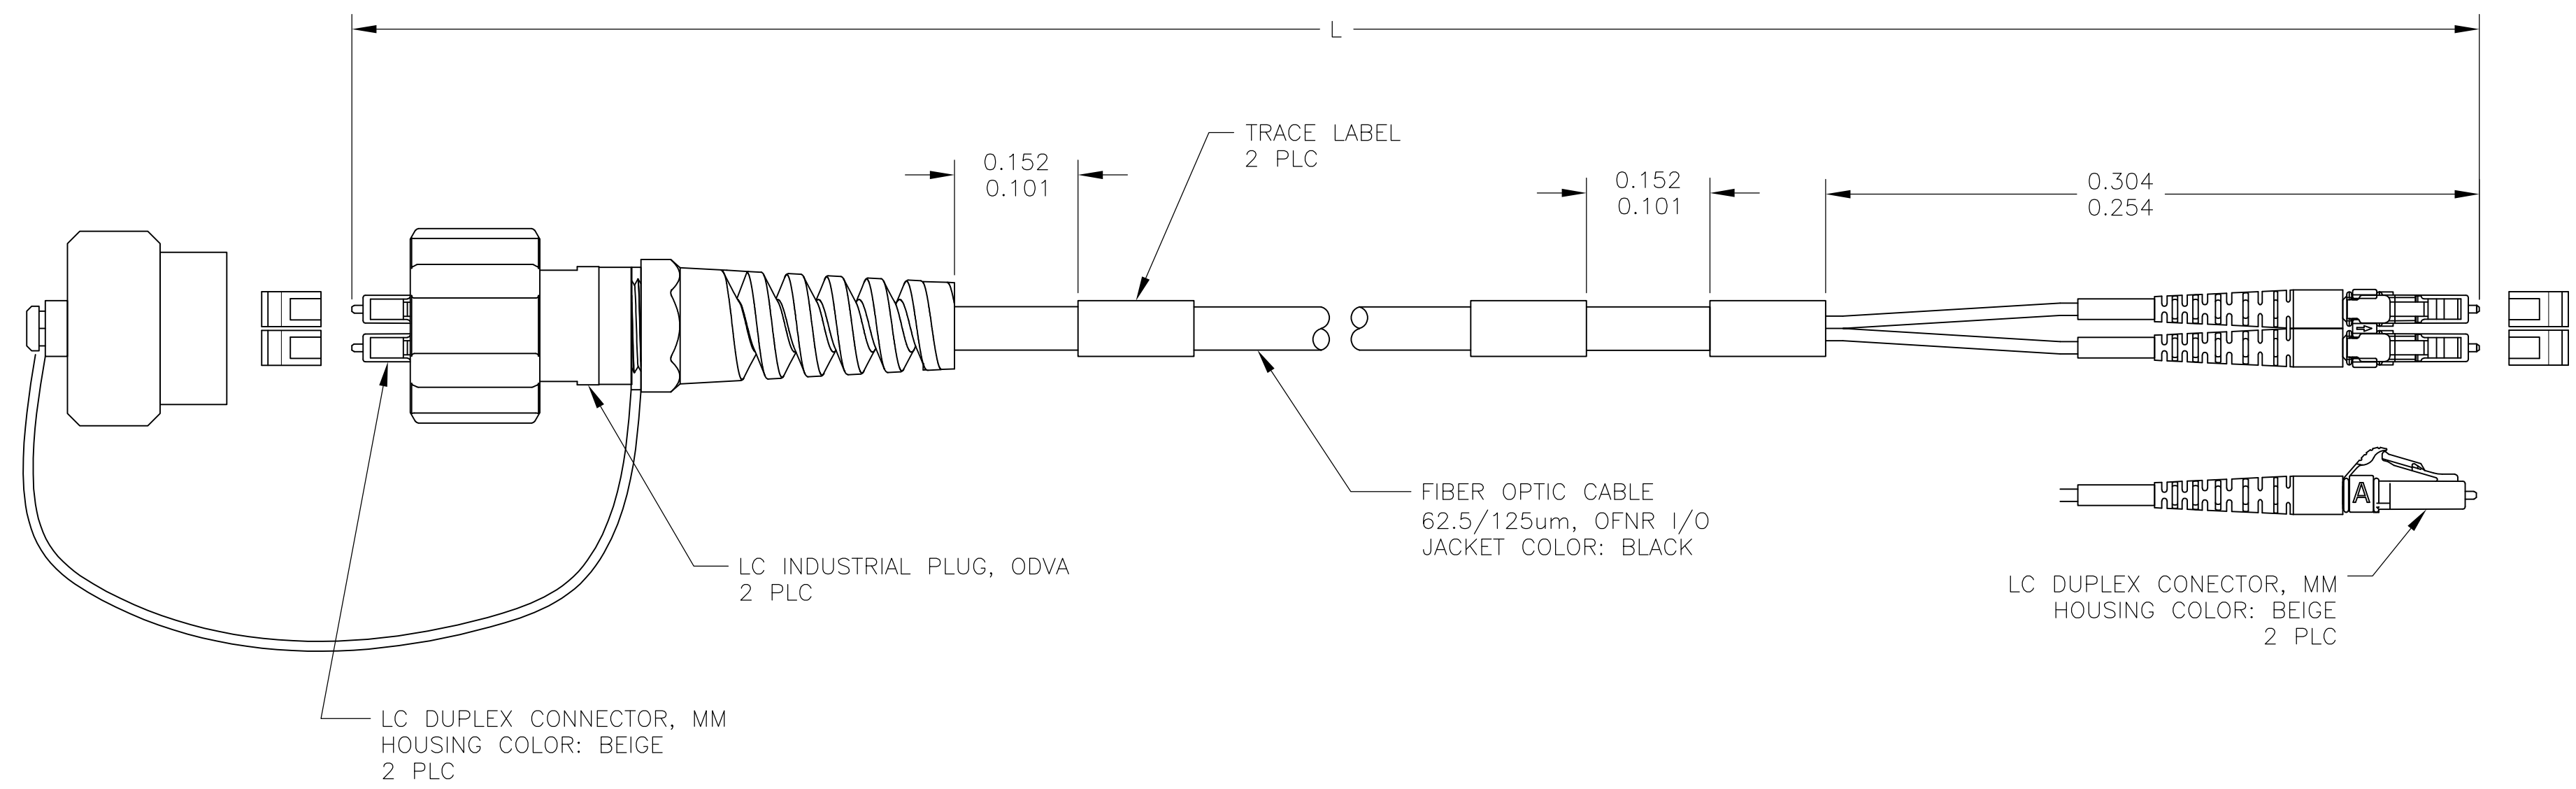 L
TRACE LABEL
2 PLC
0.152
0.101
0.152
0.101
0.304
0.254
FIBER OPTIC CABLE
62.5/125um, OFNR I/O
JACKET COLOR: BLACK
A
LC INDUSTRIAL PLUG, ODVA
2 PLC
LC DUPLEX CONECTOR, MM
HOUSING COLOR: BEIGE
2 PLC
LC DUPLEX CONNECTOR, MM
HOUSING COLOR: BEIGE
2 PLC